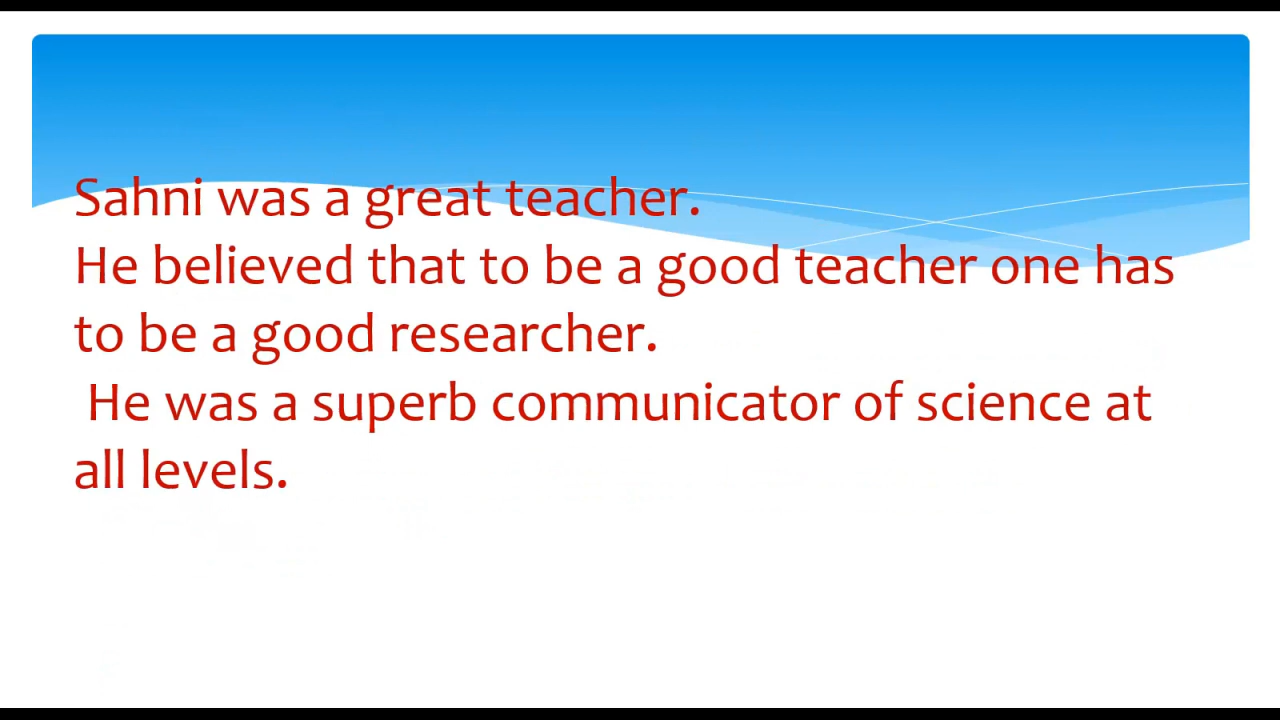 Sahni was a great teacher.
He believed that to be a good teacher one has
to be a good researcher.
He was a superb communicator of science at
all levels.